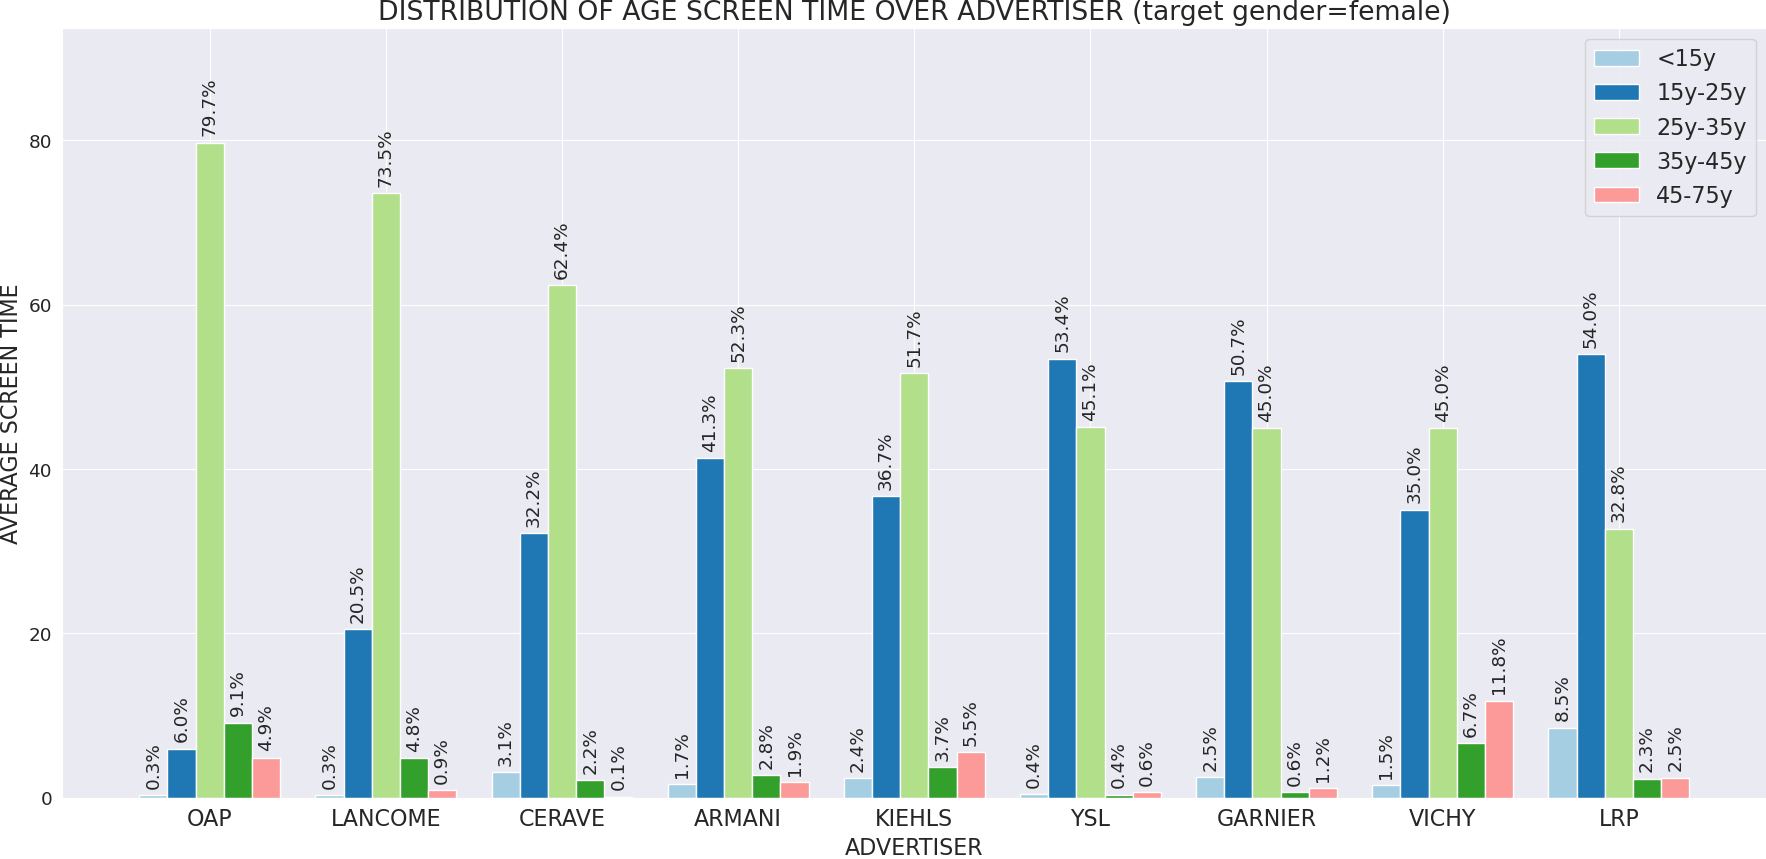 DISTRIBUTION OF AGE SCREEN TIME OVER ADVERTISER (target gender=female)
<15y
15y-25y
25y-35y
35y-45y
45-75y
AVERAGE SCREEN TIME
80
60
40
20
0
0.3%
6.0%
79.7%
9.1%
4.9%
0.3%
20.5%
73.5%
4.8%
0.9%
3.1%
32.2%
62.4%
2.2%
0.1%
1.7%
41.3%
52.3%
2.8%
1.9%
2.4%
36.7%
51.7%
3.7%
5.5%
0.4%
53.4%
45.1%
0.4%
0.6%
2.5%
50.7%
45.0%
0.6%
1.2%
1.5%
35.0%
45.0%
6.7%
11.8%
8.5%
54.0%
32.8%
2.3%
2.5%
OAP
LANCOME
CERAVE
ARMANI
KIEHLS
YSL
GARNIER
VICHY
LRP
ADVERTISER